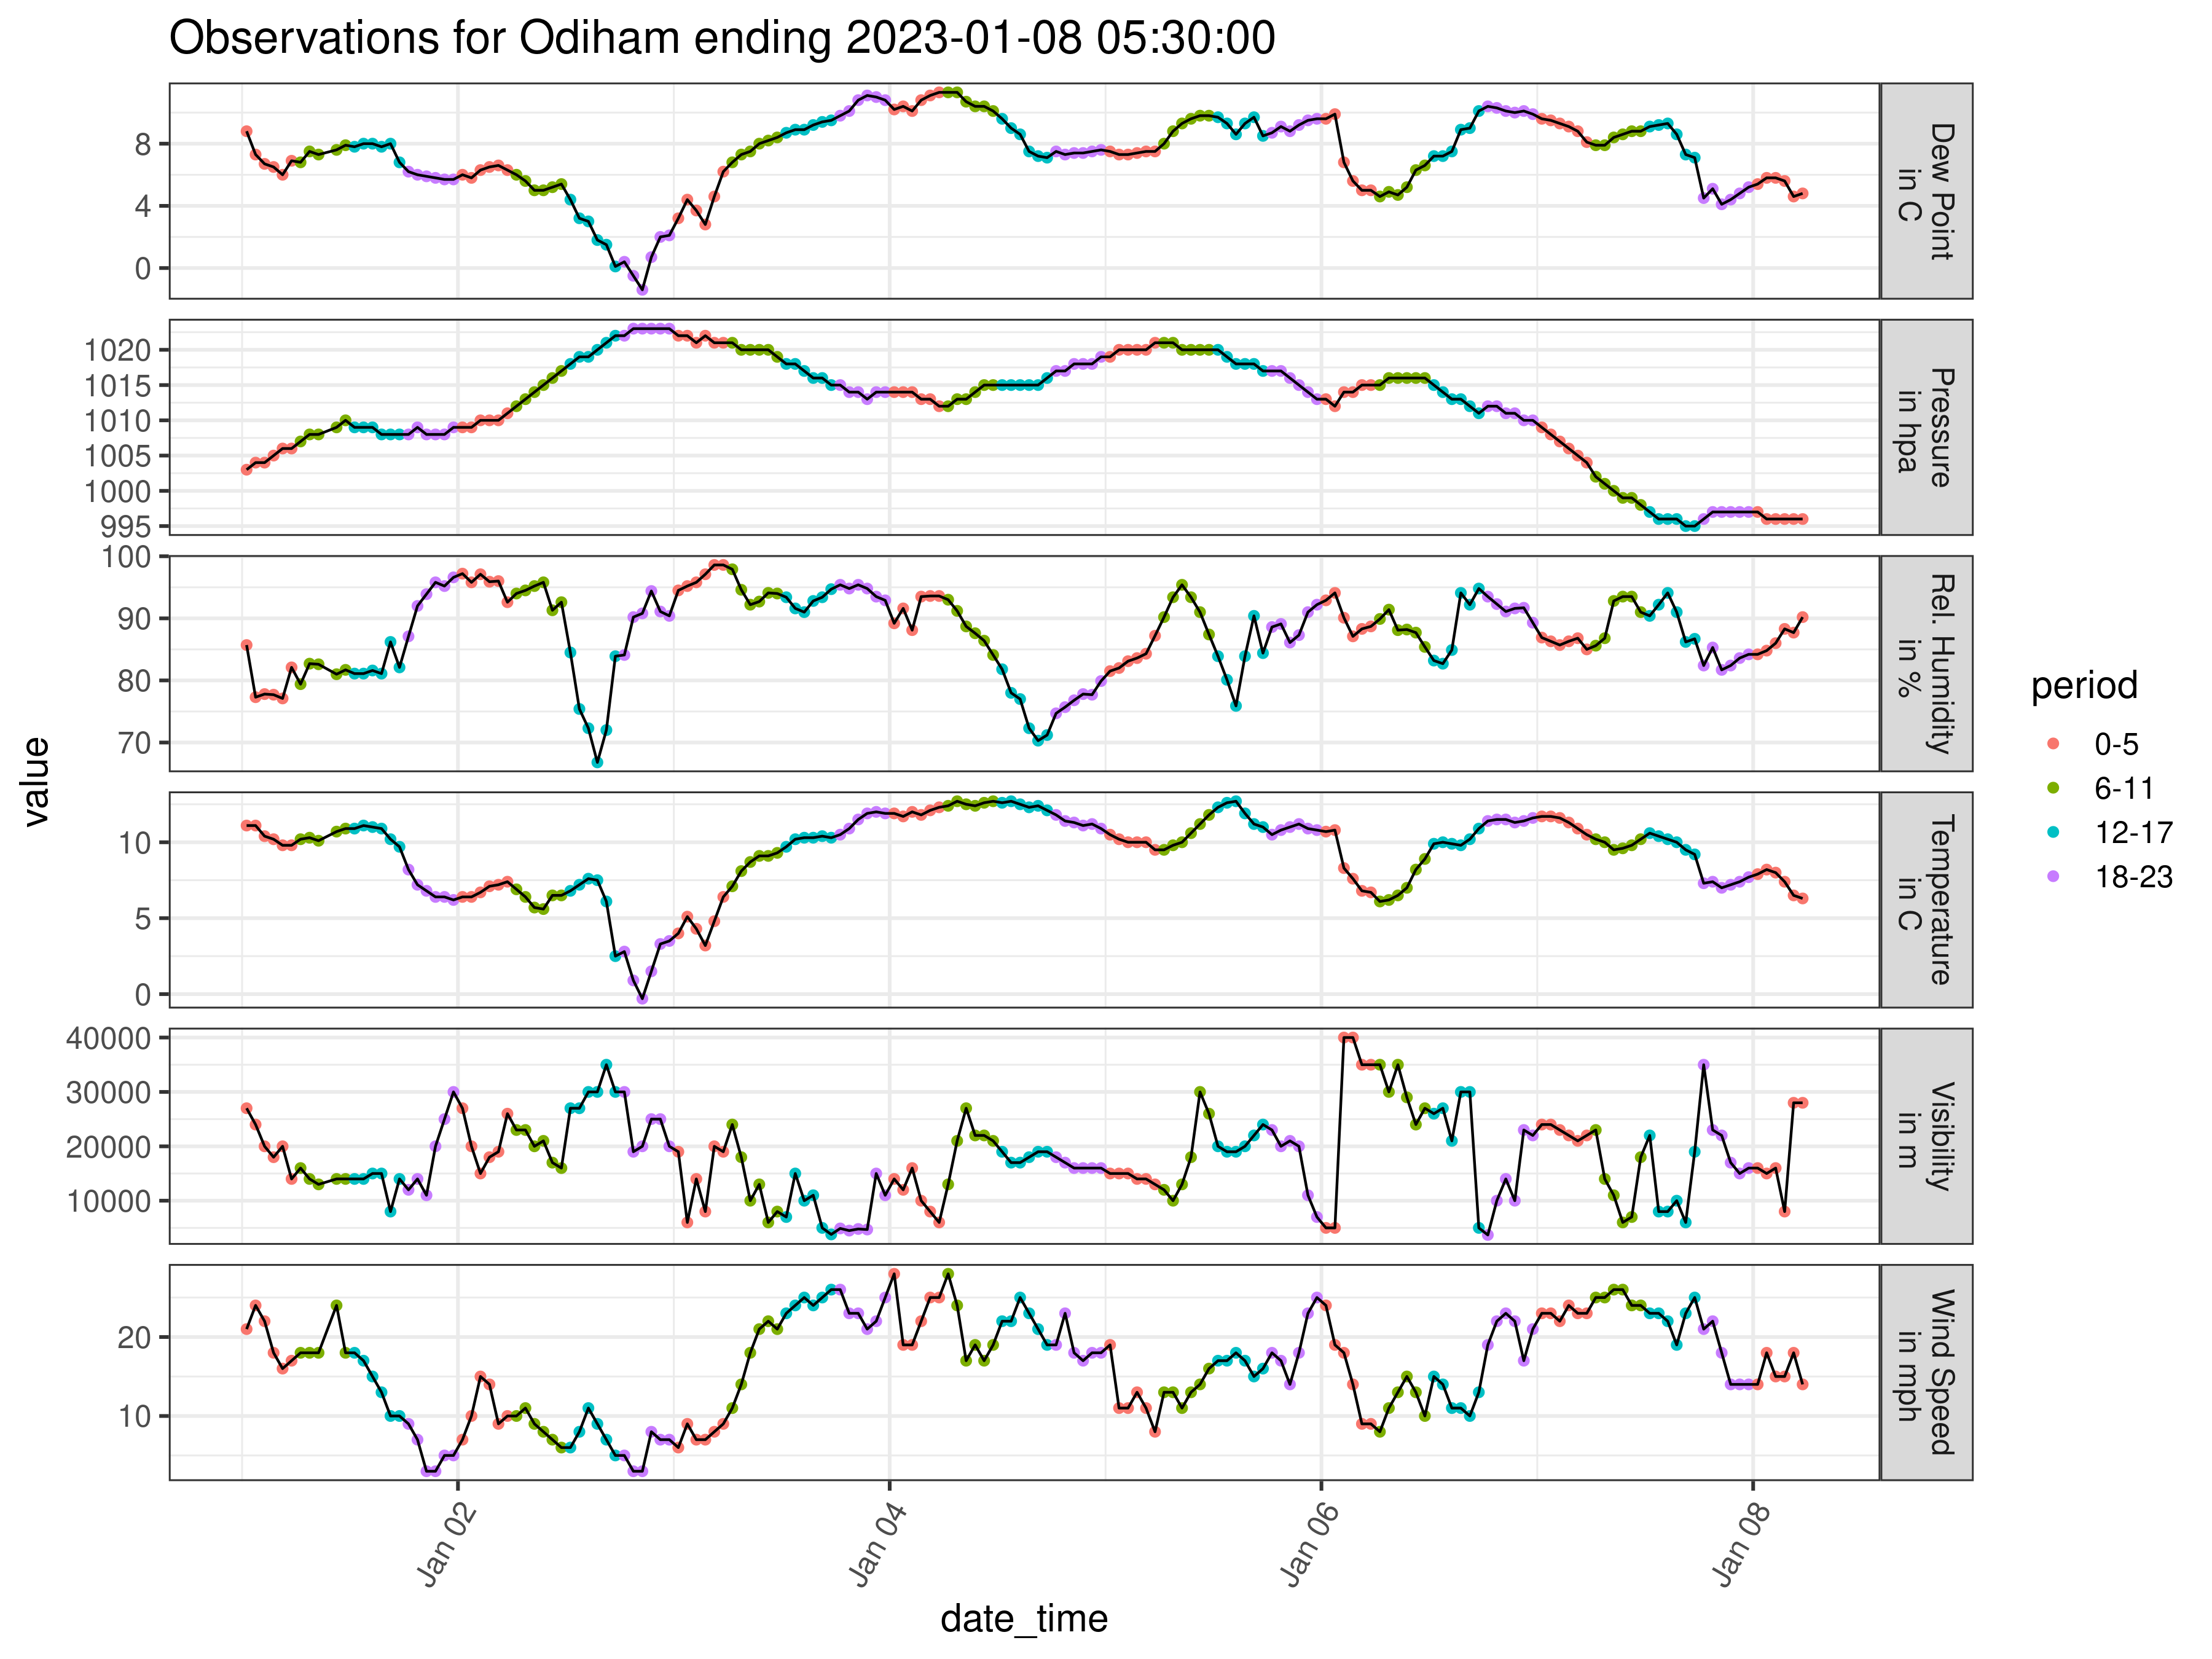 Observations for Odiham ending 2023-01-08 05:30:00
value
8
4
0
Dew Point
in C
1020
1015
1010
1005
1000
995
Pressure
in hpa
100
90
80
70
Rel. Humidity
in %
10
5
0
Temperature
in C
40000
30000
20000
10000
Visibility
in m
20
10
Wind Speed
in mph
Jan 02
Jan 04
Jan 06
Jan 08
date_time
period
0-5
6-11
12-17
18-23